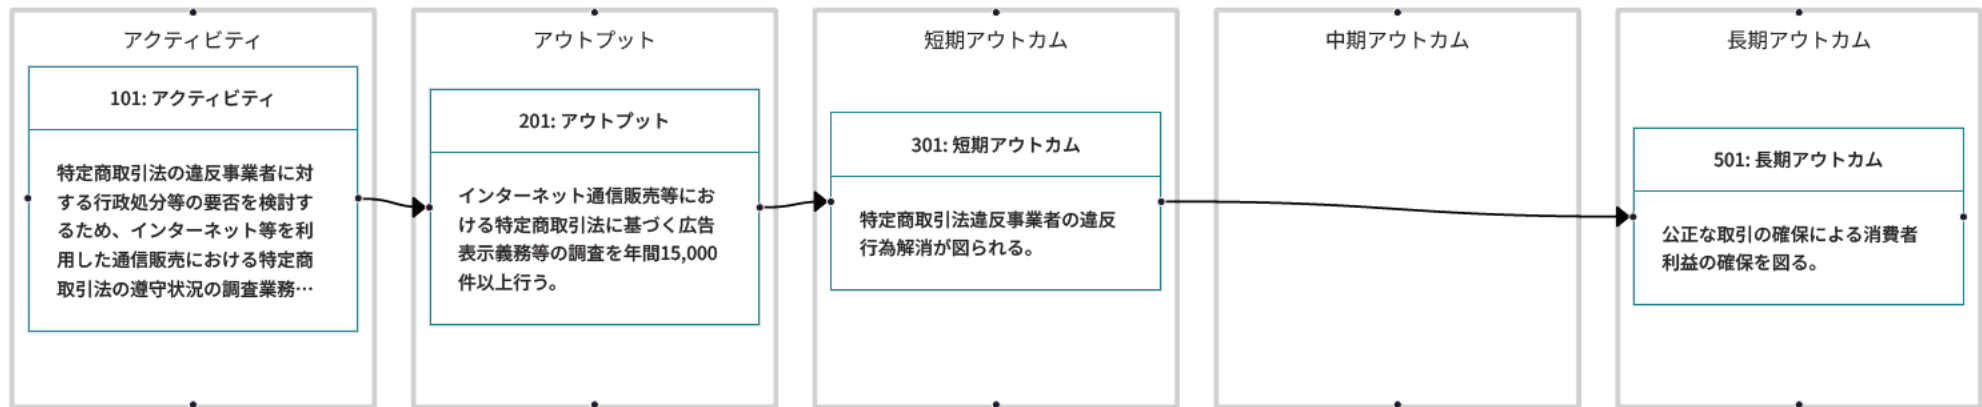 アクティビティ
101: アクティビティ
特定商取引法の違反事業者に対
する行政処分等の要否を検討す
るため、インターネット等を利
用した通信販売における特定商
取引法の遵守状況の調査業務…
アウトプット
201: アウトプット
インターネット通信販売等にお
ける特定商取引法に基づく広告
表示義務等の調査を年間15,000
件以上行う。
短期アウトカム
301: 短期アウトカム
特定商取引法違反事業者の違反
行為解消が図られる。
中期アウトカム
長期アウトカム
501: 長期アウトカム
公正な取引の確保による消費者
利益の確保を図る。